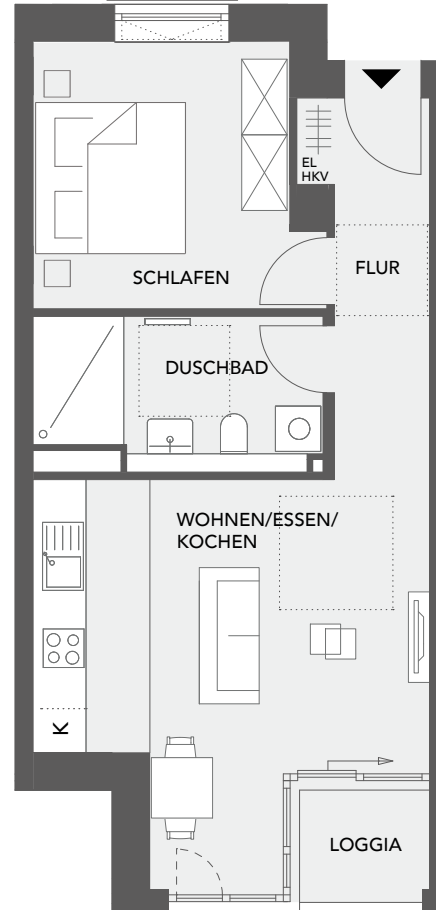 EL
HKV
SCHLAFEN
FLUR
DUSCHBAD
WOHNEN/ESSEN/
KOCHEN
K
LOGGIA